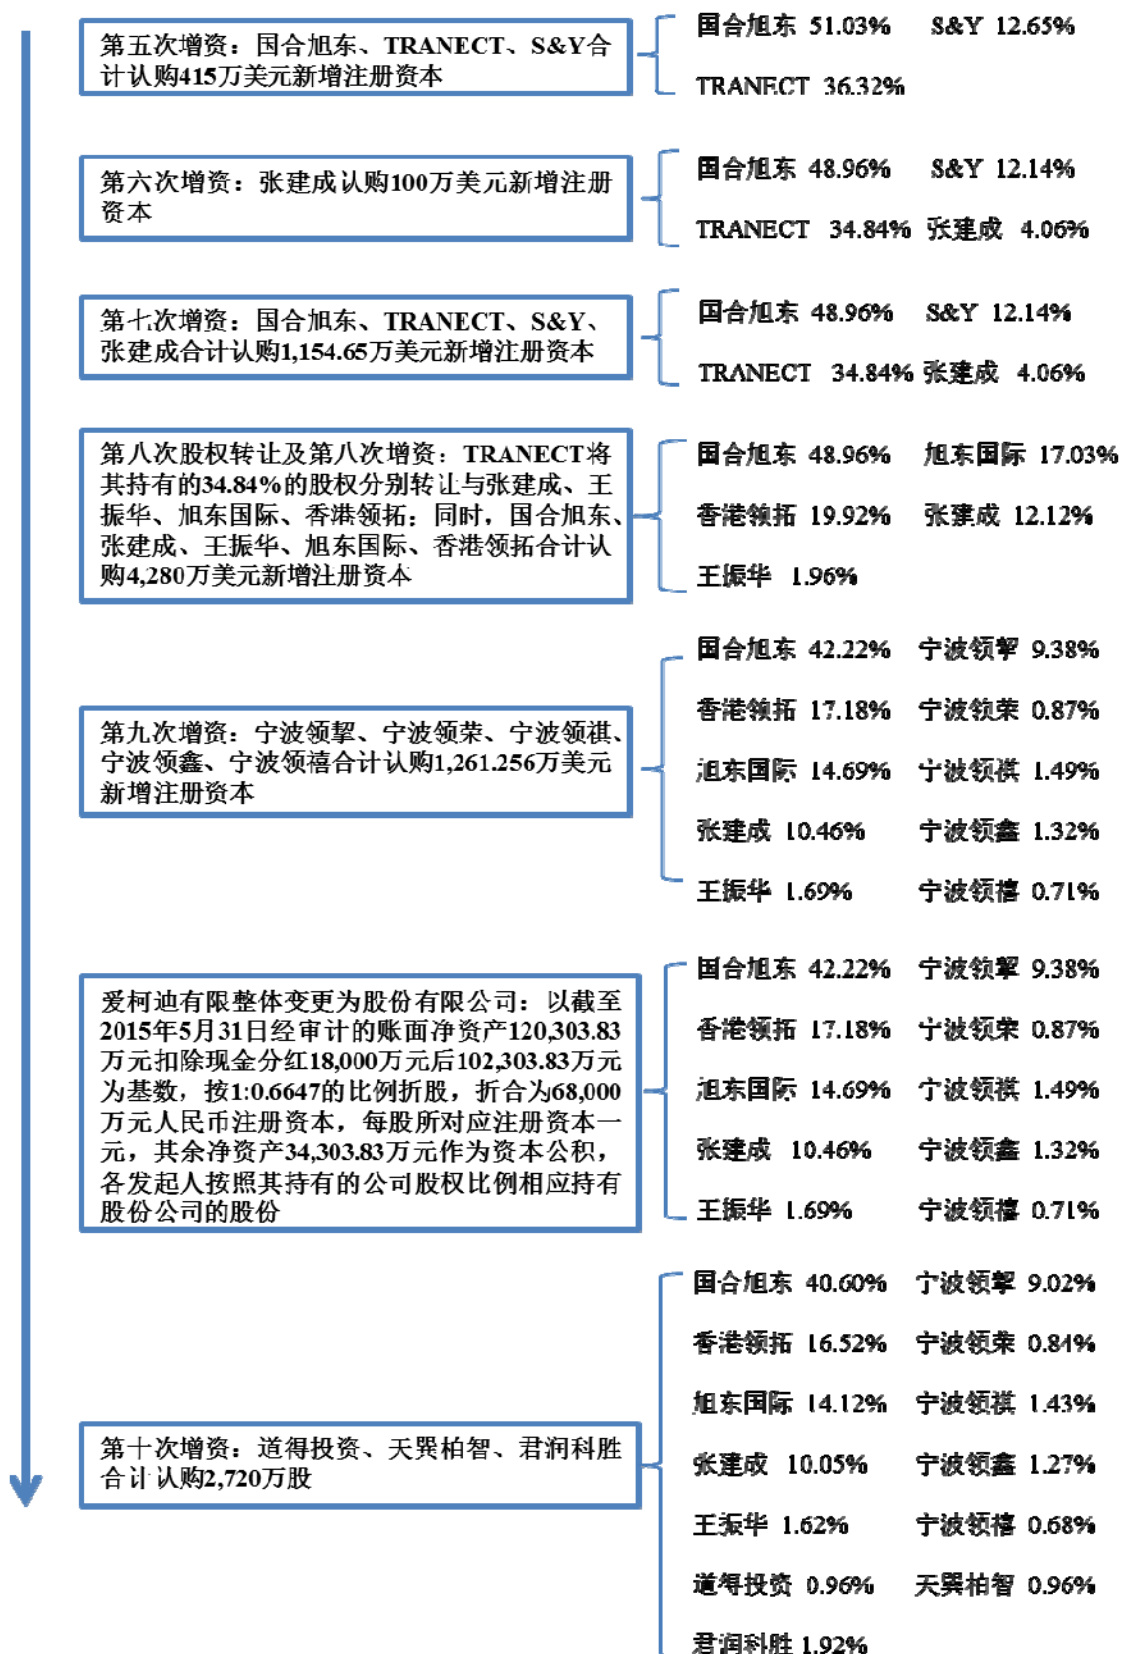 第五次增资：国合旭东、TRANECT、S&Y合
计认购415万美元新增注册资本
国合旭东 51.03% S&Y 12.65%
TRANECT 36.32%
第六次增资：张建成认购100万美元新增注册
资本
国合旭东 48.96% S&Y 12.14%
TRANECT 34.84% 张建成 4.06%
第七次增资：国合旭东、TRANECT、S&Y、
张建成合计认购1,154.65万美元新增注册资本
国合旭东 48.96% S&Y 12.14%
TRANECT 34.84% 张建成 4.06%
第八次股权转让及第八次增资：TRANECT将
其持有的34.84%的股权分别转让与张建成、王
振华、旭东国际、香港领拓；同时，国合旭东、
张建成、王振华、旭东国际、香港领拓合计认
购4,280万美元新增注册资本
国合旭东 48.96% 旭东国际 17.03%
香港领拓 19.92% 张建成 12.12%
王振华 1.96%
第九次增资：宁波领挈、宁波领荣、宁波领祺、
宁波领鑫、宁波领禧合计认购1,261.256万美元
新增注册资本
国合旭东 42.22% 宁波领挈 9.38%
香港领拓 17.18% 宁波领荣 0.87%
旭东国际 14.69% 宁波领祺 1.49%
张建成 10.46% 宁波领鑫 1.32%
王振华 1.69% 宁波领禧 0.71%
爱柯迪有限整体变更为股份有限公司：以截至
2015年5月31日经审计的账面净资产120,303.83
万元扣除现金分红18,000万元后102,303.83万元
为基数，按1:0.6647的比例折股，折合为68,000
万元人民币注册资本，每股所对应注册资本一
元，其余净资产34,303.83万元作为资本公积，
各发起人按照其持有的公司股权比例相应持有
股份公司的股份
国合旭东 42.22% 宁波领挈 9.38%
香港领拓 17.18% 宁波领荣 0.87%
旭东国际 14.69% 宁波领祺 1.49%
张建成 10.46% 宁波领鑫 1.32%
王振华 1.69% 宁波领禧 0.71%
第十次增资：道得投资、天巽柏智、君润科胜
合计认购2,720万股
国合旭东 40.60% 宁波领挈 9.02%
香港领拓 16.52% 宁波领荣 0.84%
旭东国际 14.12% 宁波领祺 1.43%
张建成 10.05% 宁波领鑫 1.27%
王振华 1.62% 宁波领禧 0.68%
道得投资 0.96% 天巽柏智 0.96%
君润科胜 1.92%